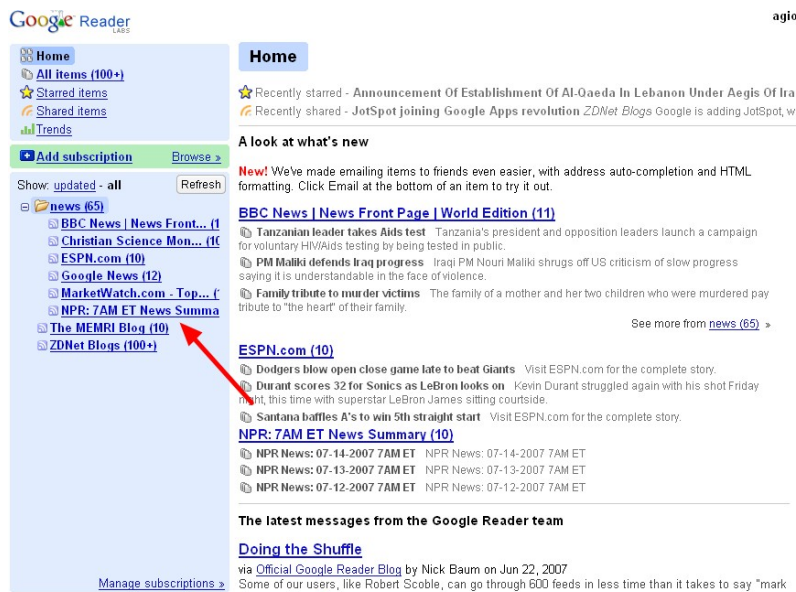 Google Reader
LABS
agio
Home
All items (100+)
Starred items
Shared items
Trends
Add subscription Browse »
Show: updated - all Refresh
news (65)
BBC News | News Front... (1
Christian Science Mon... (10
ESPN.com (10)
Google News (12)
MarketWatch.com - Top... (
NPR: 7AM ET News Summa
The MEMRI Blog (10)
ZDNet Blogs (100+)
Manage subscriptions »
Home
Recently starred - Announcement Of Establishment Of Al-Qaeda In Lebanon Under Aegis Of Ira
Recently shared - JotSpot joining Google Apps revolution ZDNet Blogs Google is adding JotSpot, w
A look at what's new
New! We've made emailing items to friends even easier, with address auto-completion and HTML
formatting. Click Email at the bottom of an item to try it out.
BBC News | News Front Page | World Edition (11)
Tanzanian leader takes Aids test Tanzania's president and opposition leaders launch a campaign
for voluntary HIV/Aids testing by being tested in public.
PM Maliki defends Iraq progress Iraqi PM Nouri Maliki shrugs off US criticism of slow progress
saying it is understandable in the face of violence.
Family tribute to murder victims The family of a mother and her two children who were murdered pay
tribute to "the heart" of their family.
See more from news (65) »
ESPN.com (10)
Dodgers blow open close game late to beat Giants Visit ESPN.com for the complete story.
Durant scores 32 for Sonics as LeBron looks on Kevin Durant struggled again with his shot Friday
night, this time with superstar LeBron James sitting courtside.
Santana baffles A's to win 5th straight start Visit ESPN.com for the complete story.
NPR: 7AM ET News Summary (10)
NPR News: 07-14-2007 7AM ET NPR News: 07-14-2007 7AM ET
NPR News: 07-13-2007 7AM ET NPR News: 07-13-2007 7AM ET
NPR News: 07-12-2007 7AM ET NPR News: 07-12-2007 7AM ET
The latest messages from the Google Reader team
Doing the Shuffle
via Official Google Reader Blog by Nick Baum on Jun 22, 2007
Some of our users, like Robert Scoble, can go through 600 feeds in less time than it takes to say "mark